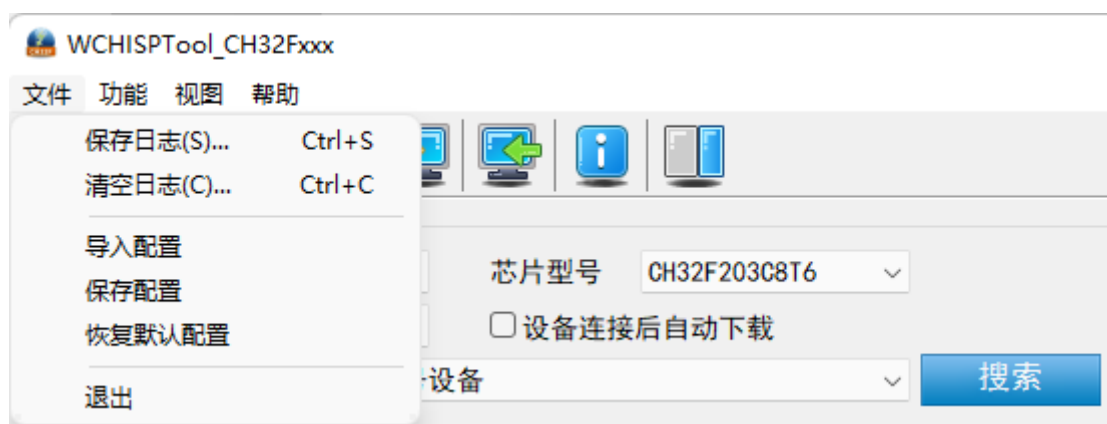 WCHISPTool_CH32Fxxx
文件 功能 视图 帮助
保存日志(S)... Ctrl+S
清空日志(C)... Ctrl+C
导入配置
保存配置
恢复默认配置
退出
芯片型号 CH32F203C8T6
设备连接后自动下载
设备
搜索